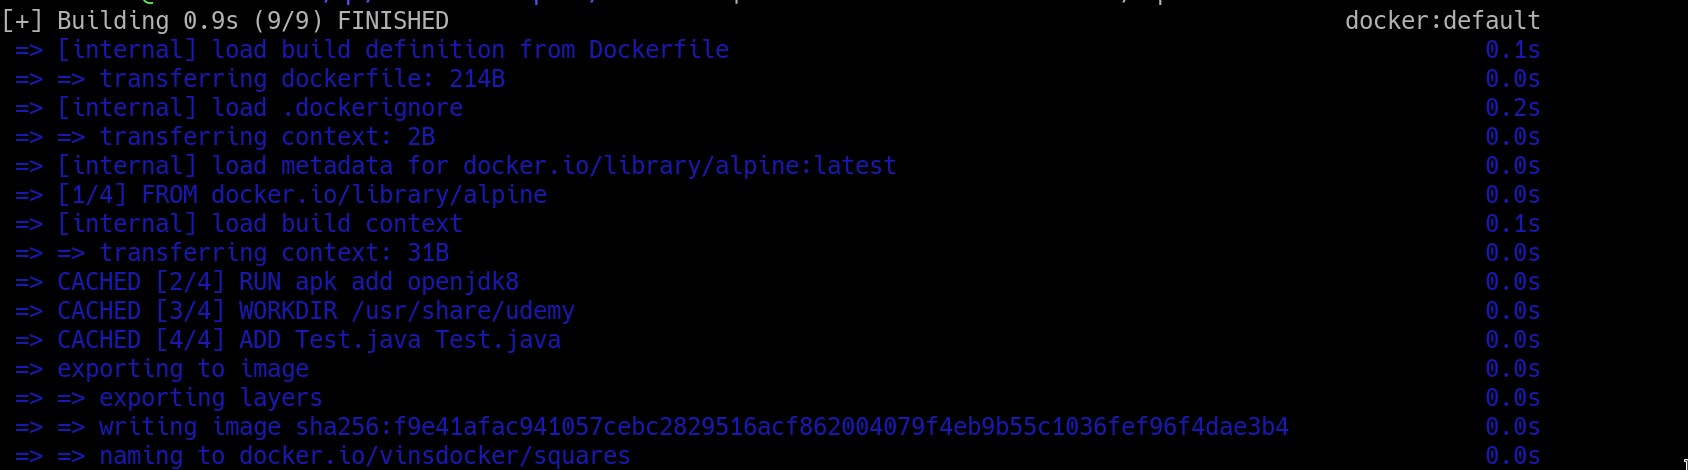 [+] Building 0.9s (9/9) FINISHED docker:default
=> [internal] load build definition from Dockerfile 0.1s
=> => transferring dockerfile: 214B 0.0s
=> [internal] load .dockerignore 0.2s
=> => transferring context: 2B 0.0s
=> [internal] load metadata for docker.io/library/alpine:latest 0.0s
=> [1/4] FROM docker.io/library/alpine 0.0s
=> [internal] load build context 0.1s
=> => transferring context: 31B 0.0s
=> CACHED [2/4] RUN apk add openjdk8 0.0s
=> CACHED [3/4] WORKDIR /usr/share/udemy 0.0s
=> CACHED [4/4] ADD Test.java Test.java 0.0s
=> exporting to image 0.0s
=> => exporting layers 0.0s
=> => writing image sha256:f9e41afac941057cebc2829516acf862004079f4eb9b55c1036fef96f4dae3b4 0.0s
=> => naming to docker.io/vinsdocker/squares 0.0s